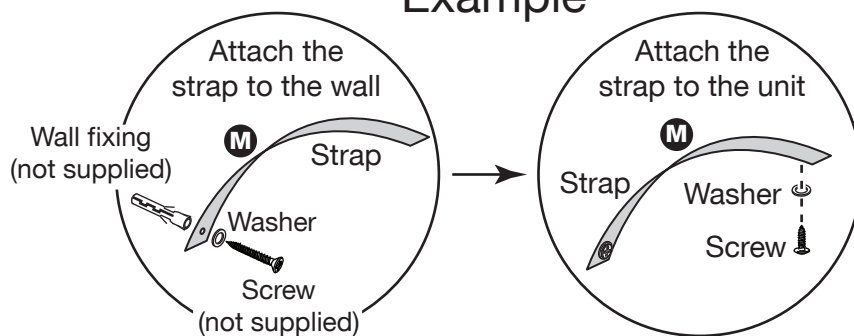 Example
Attach the
strap to the wall
M
Strap
Wall fixing
(not supplied)
Washer
Screw
(not supplied)
Attach the
strap to the unit
M
Strap
Washer
Screw